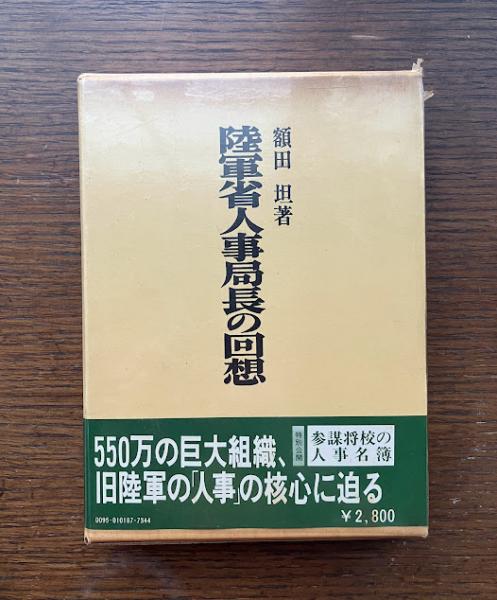 額田 坦著
陸軍省人事局長の回想
550万の巨大組織、
特別公開
参謀将校の
人事名簿
旧陸軍の「人事」の核心に迫る
0095-010187-7344
￥2,800